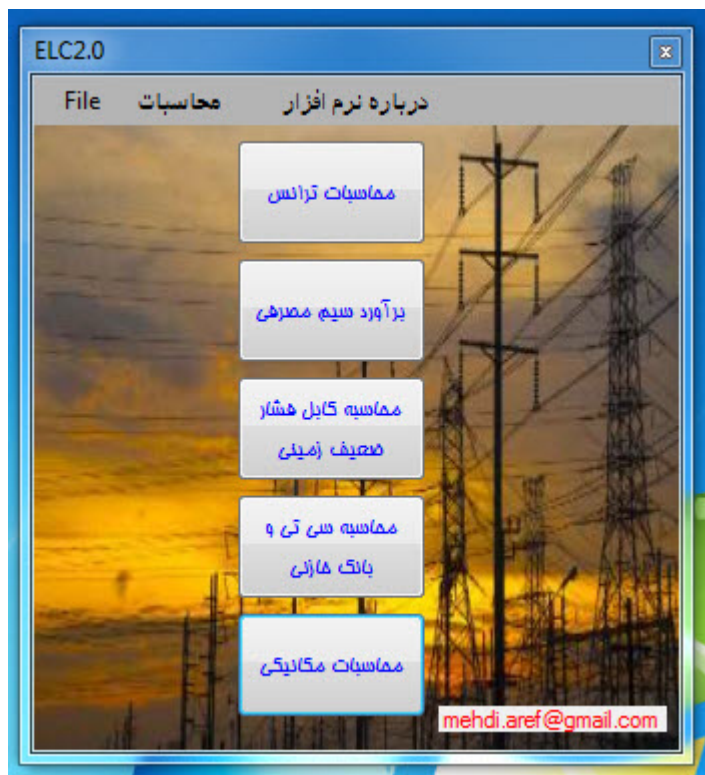 ELC2.0
File محاسبات درباره نرم افزار
محاسبات ترانس
برآورد سیم مصرفی
محاسبه کابل فشار
ضعیف زمینی
محاسبه سی تی و
بانک خازنی
محاسبات مکانیکی
mehdi.aref@gmail.com